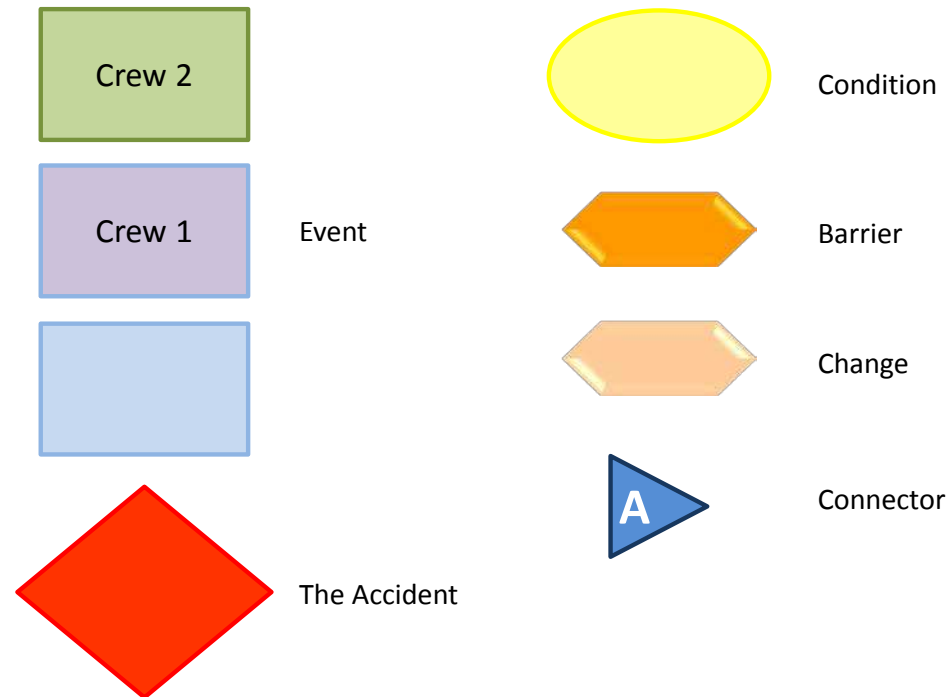 Crew 2
Crew 1
Event
The Accident
Condition
Barrier
Change
A
Connector